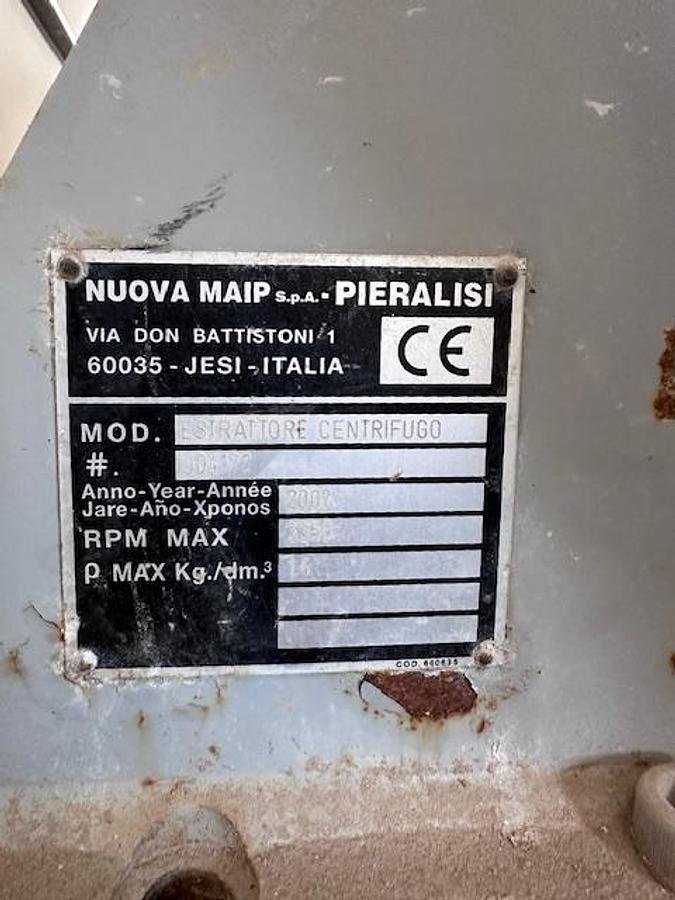 NUOVA MAIP S.p.A. - PIERALISI
VIA DON BATTISTONI 1
60035 - JESI - ITALIA
CE
MOD. ESTRATTORE CENTRIFUGO
#.
Anno-Year-Année
Jare-Año-Xponos
RPM MAX
ρ MAX Kg./dm.³
COD. 660635